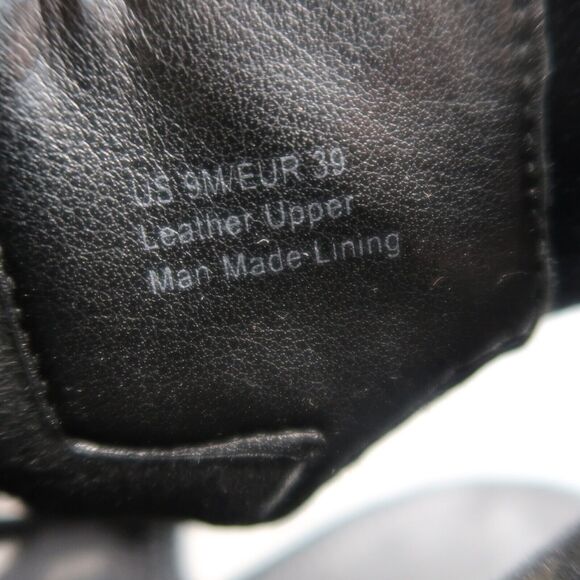 US 9M/EUR 39
Leather Upper
Man Made Lining